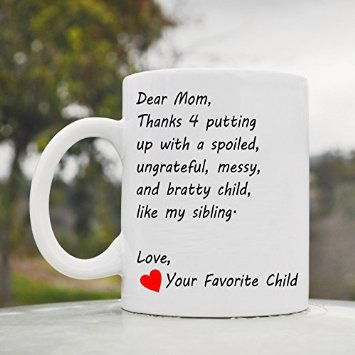 Dear Mom,
Thanks 4 putting
up with a spoiled,
ungrateful, messy,
and bratty child,
like my sibling.
Love,
Your Favorite Child